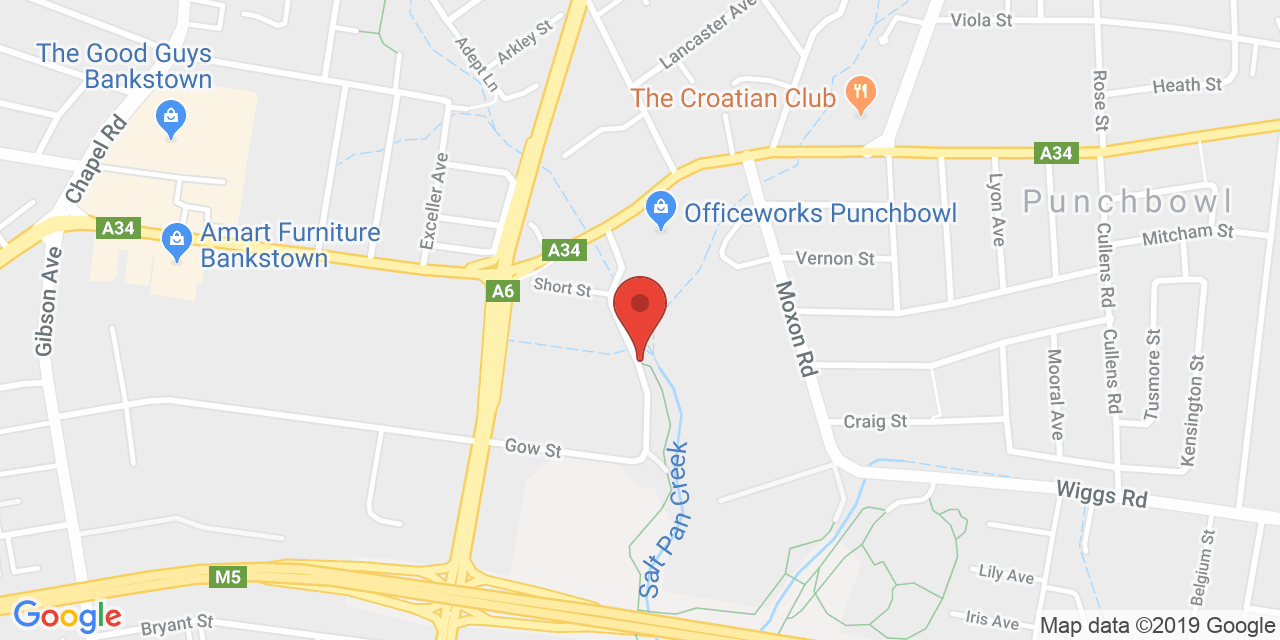 Viola St
Arkley St
Lancaster Ave
The Good Guys
Bankstown
Adept Ln
Heath St
Rose St
The Croatian Club
Chapel Rd
A34
Exceller Ave
Lyon Ave
Punchbowl
Officeworks Punchbowl
A34
Amart Furniture
Bankstown
A34
Cullens Rd
Mitcham St
Vernon St
Gibson Ave
A6
Short St
Moxon Rd
Cullens Rd
Tusmore St
Mooral Ave
Kensington St
Craig St
Gow St
Salt Pan Creek
Wiggs Rd
M5
Lily Ave
Belgium St
Iris Ave
Bryant St
Google
Map data ©2019 Google